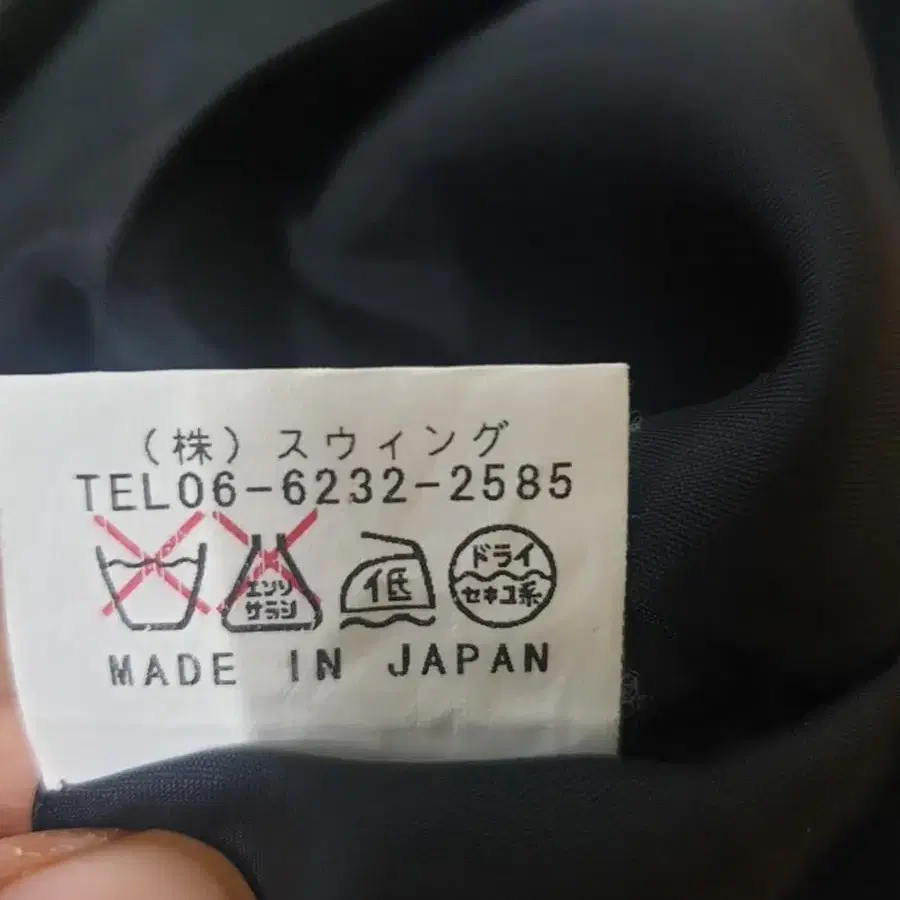 (株)スウィング
TEL06-6232-2585
エンソ
サラシ
低
ドライ
セキユ系
MADE IN JAPAN